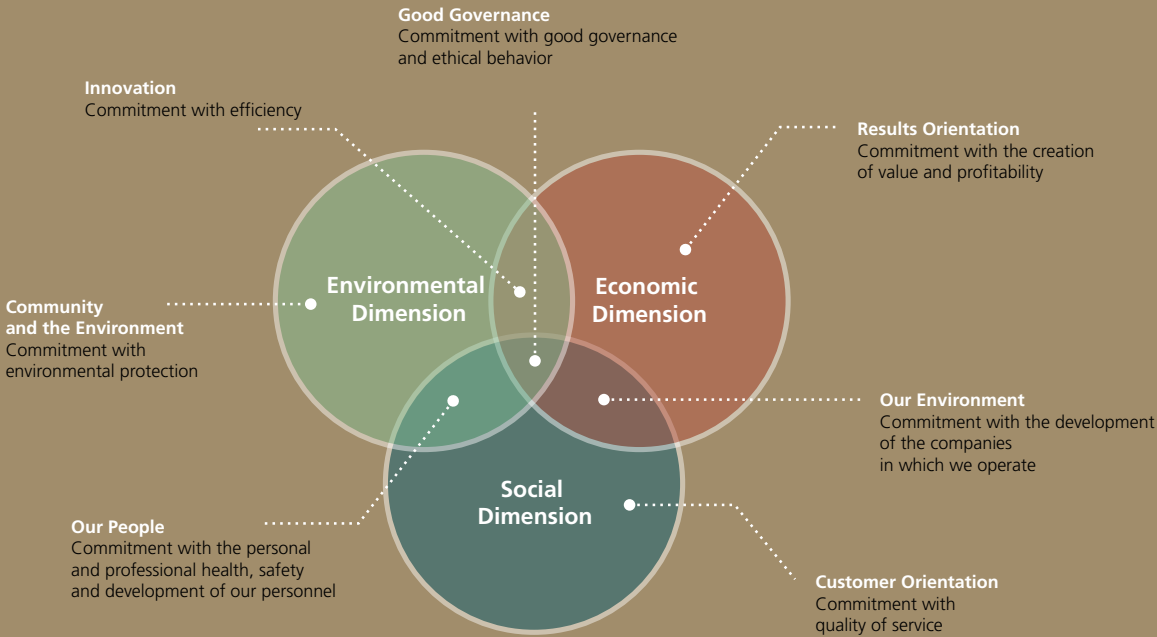 Good Governance
Commitment with good governance
and ethical behavior
Innovation
Commitment with efficiency
Results Orientation
Commitment with the creation
of value and profitability
Environmental
Dimension
Economic
Dimension
Community
and the Environment
Commitment with
environmental protection
Our Environment
Commitment with the development
of the companies
in which we operate
Social
Dimension
Our People
Commitment with the personal
and professional health, safety
and development of our personnel
Customer Orientation
Commitment with
quality of service